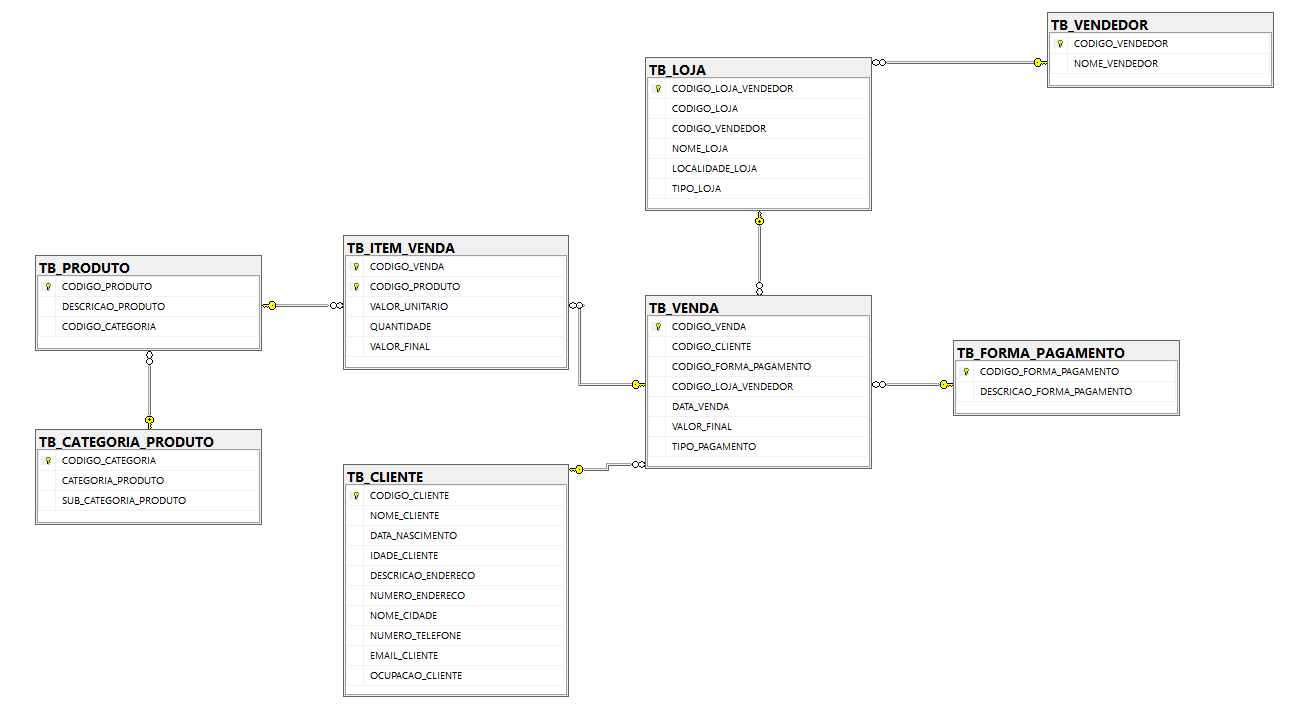 TB_VENDEDOR
CODIGO_VENDEDOR
NOME_VENDEDOR
TB_LOJA
CODIGO_LOJA_VENDEDOR
CODIGO_LOJA
CODIGO_VENDEDOR
NOME_LOJA
LOCALIDADE_LOJA
TIPO_LOJA
TB_ITEM_VENDA
CODIGO_VENDA
CODIGO_PRODUTO
VALOR_UNITARIO
QUANTIDADE
VALOR_FINAL
TB_PRODUTO
CODIGO_PRODUTO
DESCRICAO_PRODUTO
CODIGO_CATEGORIA
TB_VENDA
CODIGO_VENDA
CODIGO_CLIENTE
CODIGO_FORMA_PAGAMENTO
CODIGO_LOJA_VENDEDOR
DATA_VENDA
VALOR_FINAL
TIPO_PAGAMENTO
TB_FORMA_PAGAMENTO
CODIGO_FORMA_PAGAMENTO
DESCRICAO_FORMA_PAGAMENTO
TB_CATEGORIA_PRODUTO
CODIGO_CATEGORIA
CATEGORIA_PRODUTO
SUB_CATEGORIA_PRODUTO
TB_CLIENTE
CODIGO_CLIENTE
NOME_CLIENTE
DATA_NASCIMENTO
IDADE_CLIENTE
DESCRICAO_ENDERECO
NUMERO_ENDERECO
NOME_CIDADE
NUMERO_TELEFONE
EMAIL_CLIENTE
OCUPACAO_CLIENTE